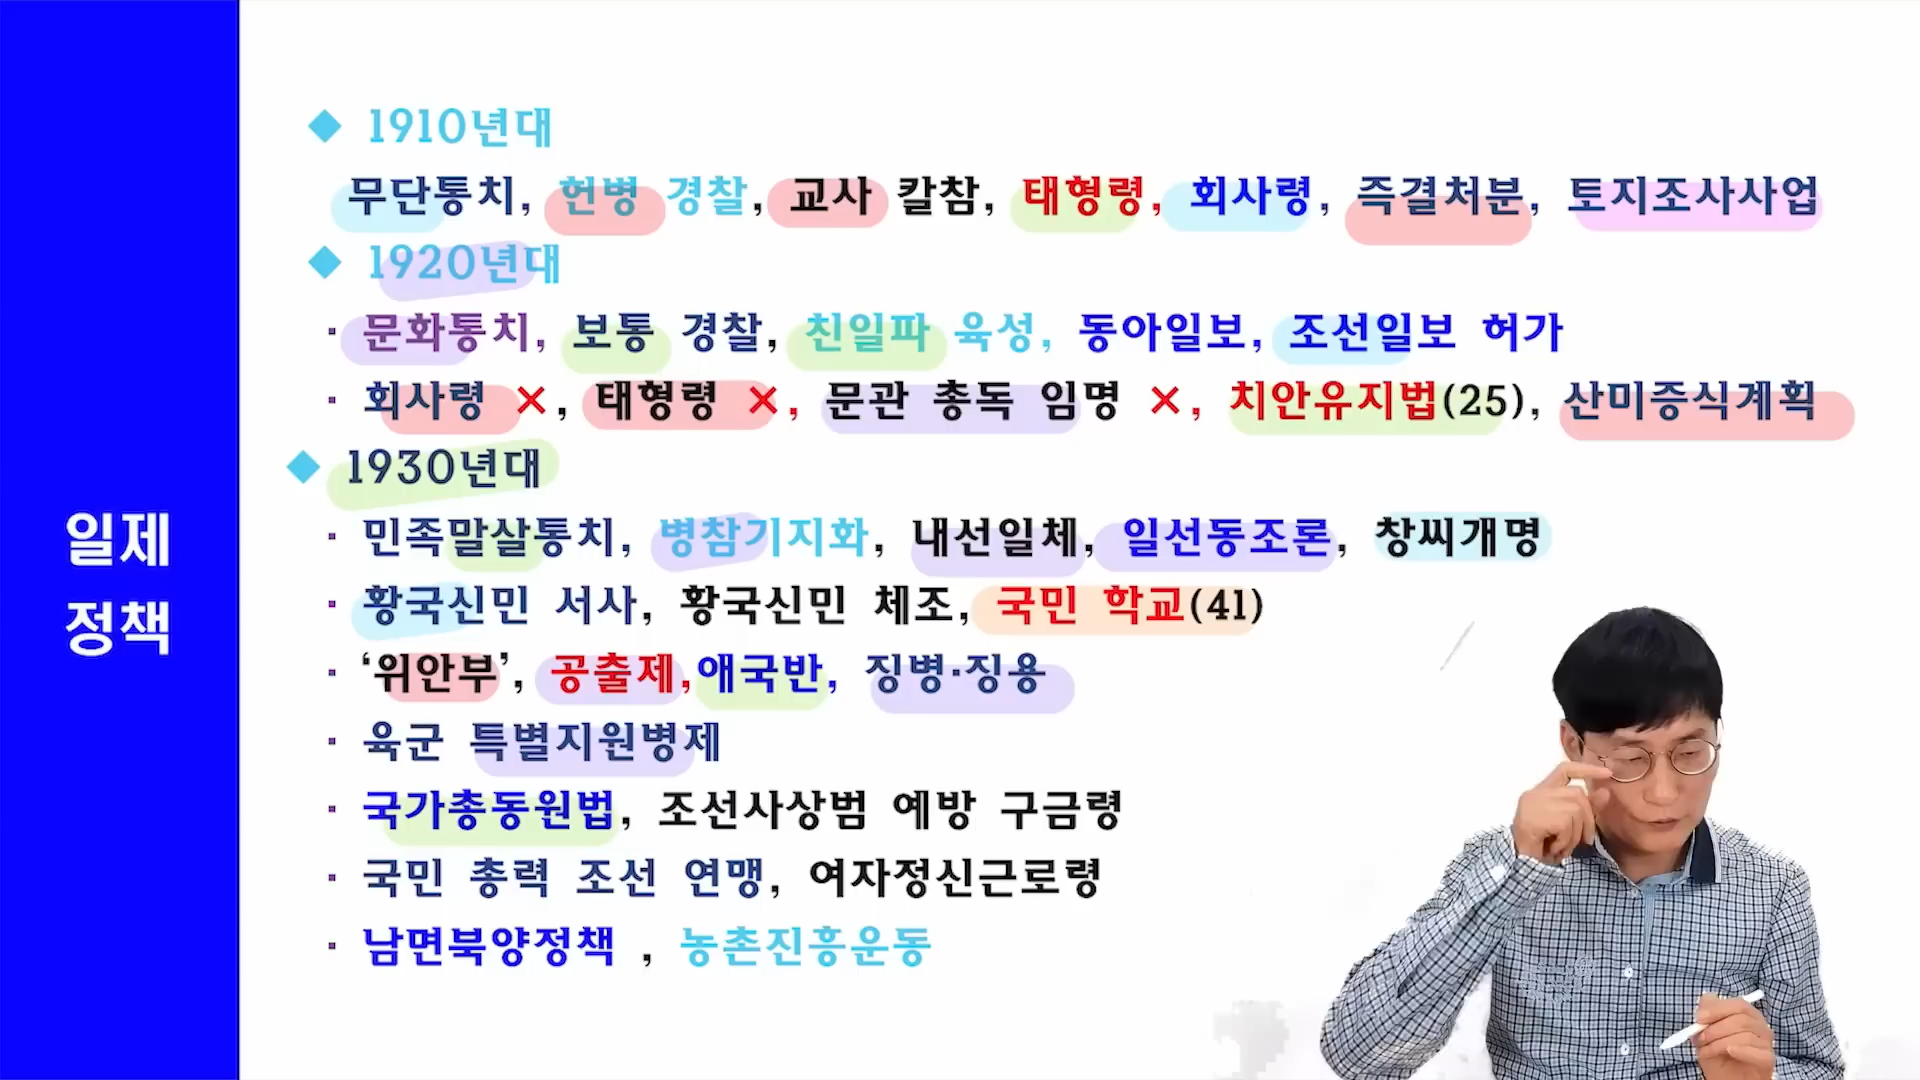 일제
정책
◆ 1910년대
무단통치, 헌병 경찰, 교사 칼참, 태형령, 회사령, 즉결처분, 토지조사사업
◆ 1920년대
· 문화통치, 보통 경찰, 친일파 육성, 동아일보, 조선일보 허가
· 회사령 ×, 태형령 ×, 문관 총독 임명 ×, 치안유지법(25), 산미증식계획
◆ 1930년대
· 민족말살통치, 병참기지화, 내선일체, 일선동조론, 창씨개명
· 황국신민 서사, 황국신민 체조, 국민 학교(41)
· ‘위안부’, 공출제,애국반, 징병·징용
· 육군 특별지원병제
· 국가총동원법, 조선사상범 예방 구금령
· 국민 총력 조선 연맹, 여자정신근로령
· 남면북양정책 , 농촌진흥운동